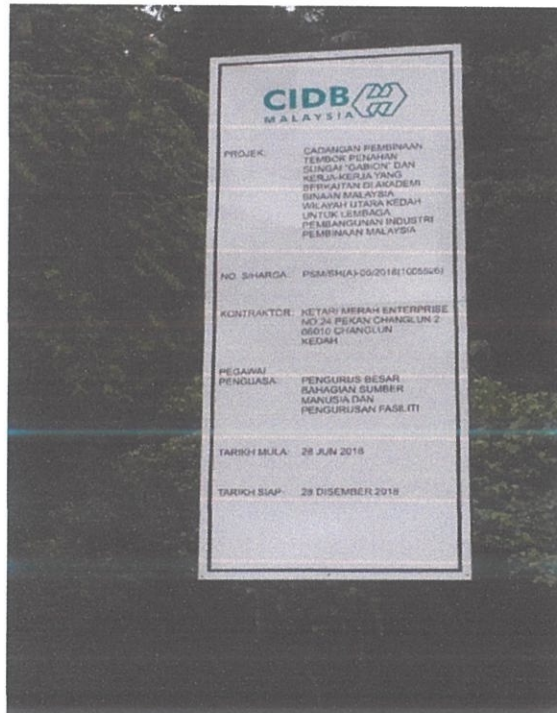 CIDB
MALAYSIA
PROJEK: CADANGAN PEMBINAAN
TEMBOK PENAHAN
SUNGAI "GABION" DAN
KERJA-KERJA YANG
BERKAITAN DI AKADEMI
BINAAN MALAYSIA
WILAYAH UTARA KEDAH
UNTUK LEMBAGA
PEMBANGUNAN INDUSTRI
PEMBINAAN MALAYSIA
NO. S/HARGA:
KONTRAKTOR: KETARI MERAH ENTERPRISE
NO 24 PEKAN CHANGLUN 2
06010 CHANGLUN
KEDAH
PEGAWAI
PENGUASA: PENGURUS BESAR
BAHAGIAN SUMBER
MANUSIA DAN
PENGURUSAN FASILITI
TARIKH MULA: 28 JUN 2018
TARIKH SIAP: 28 DISEMBER 2018